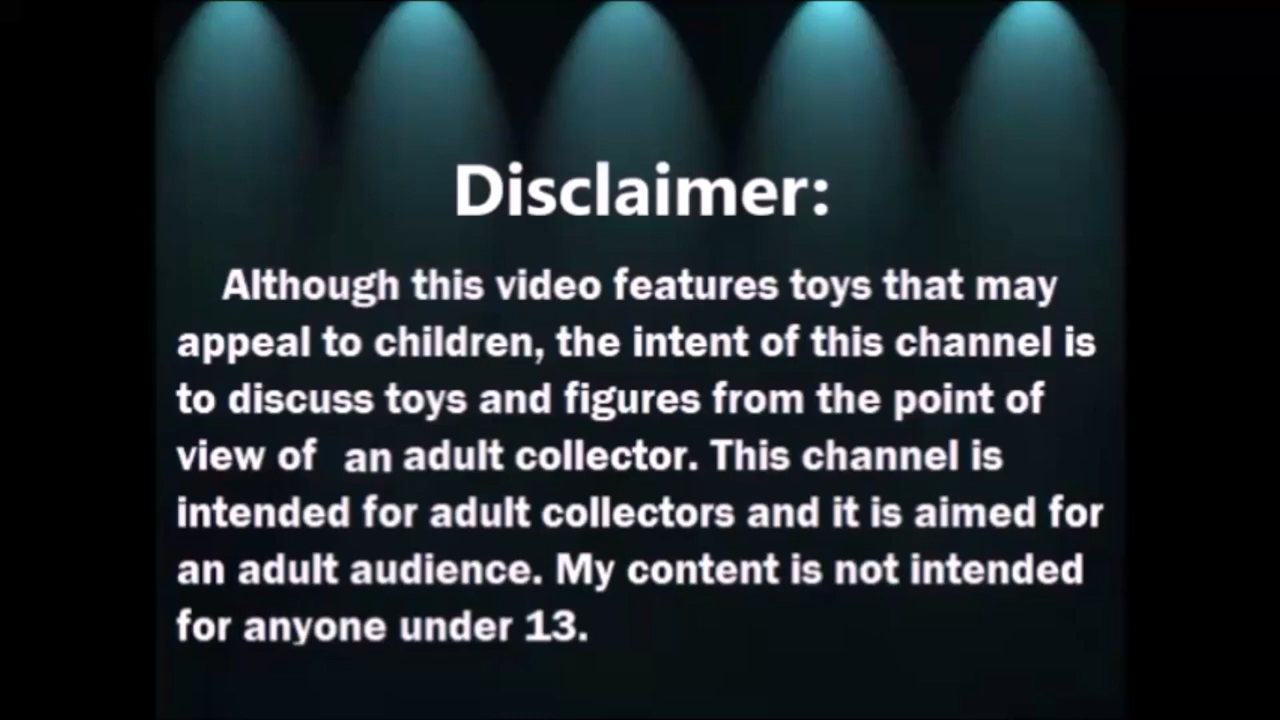 Disclaimer:
Although this video features toys that may
appeal to children, the intent of this channel is
to discuss toys and figures from the point of
view of an adult collector. This channel is
intended for adult collectors and it is aimed for
an adult audience. My content is not intended
for anyone under 13.